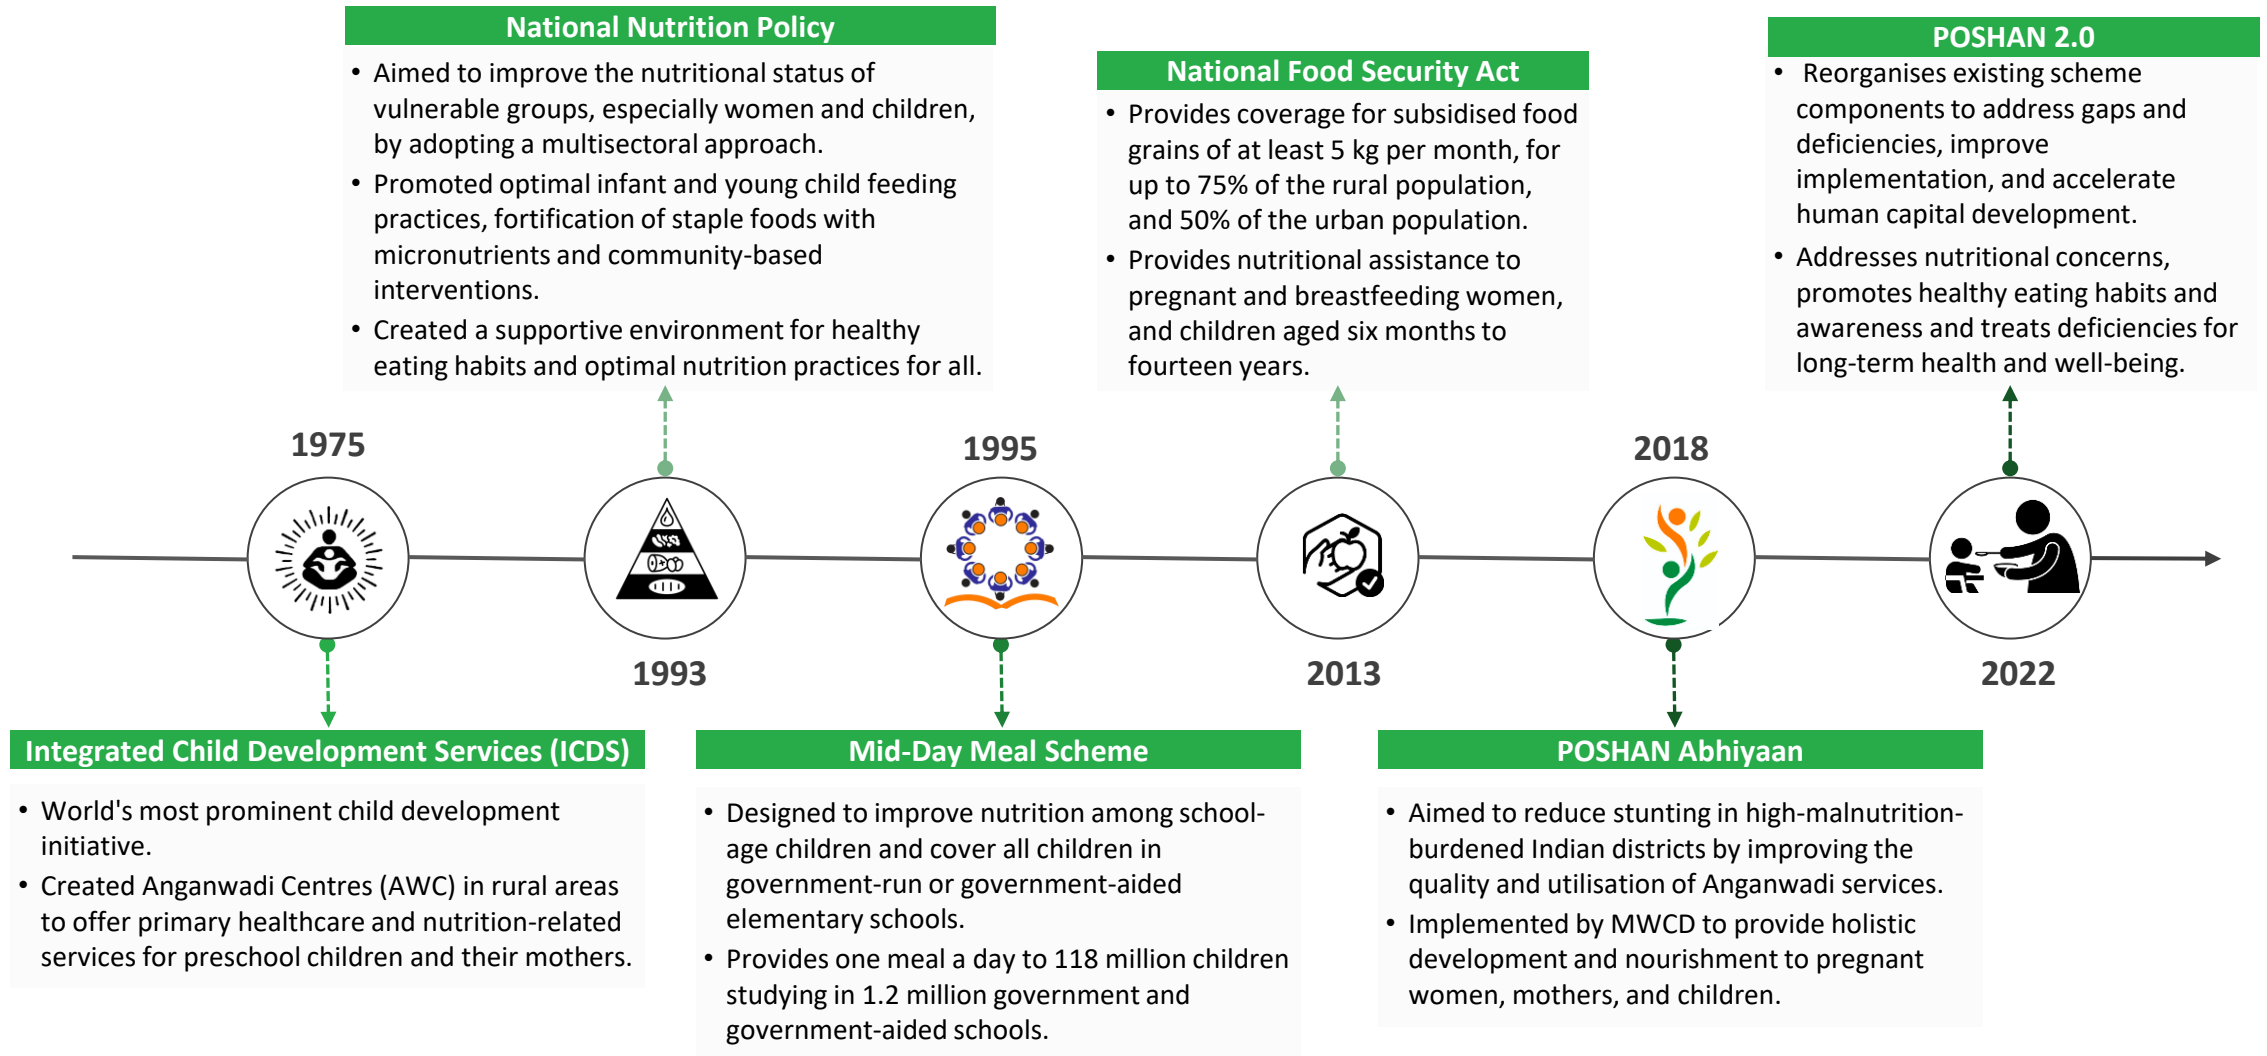 National Nutrition Policy
• Aimed to improve the nutritional status of
vulnerable groups, especially women and children,
by adopting a multisectoral approach.
• Promoted optimal infant and young child feeding
practices, fortification of staple foods with
micronutrients and community-based
interventions.
• Created a supportive environment for healthy
eating habits and optimal nutrition practices for all.
National Food Security Act
• Provides coverage for subsidised food
grains of at least 5 kg per month, for
up to 75% of the rural population,
and 50% of the urban population.
• Provides nutritional assistance to
pregnant and breastfeeding women,
and children aged six months to
fourteen years.
POSHAN 2.0
• Reorganises existing scheme
components to address gaps and
deficiencies, improve
implementation, and accelerate
human capital development.
• Addresses nutritional concerns,
promotes healthy eating habits and
awareness and treats deficiencies for
long-term health and well-being.
1975
1995
2018
1993
2013
2022
Integrated Child Development Services (ICDS)
• World's most prominent child development
initiative.
• Created Anganwadi Centres (AWC) in rural areas
to offer primary healthcare and nutrition-related
services for preschool children and their mothers.
Mid-Day Meal Scheme
• Designed to improve nutrition among school-
age children and cover all children in
government-run or government-aided
elementary schools.
• Provides one meal a day to 118 million children
studying in 1.2 million government and
government-aided schools.
POSHAN Abhiyaan
• Aimed to reduce stunting in high-malnutrition-
burdened Indian districts by improving the
quality and utilisation of Anganwadi services.
• Implemented by MWCD to provide holistic
development and nourishment to pregnant
women, mothers, and children.